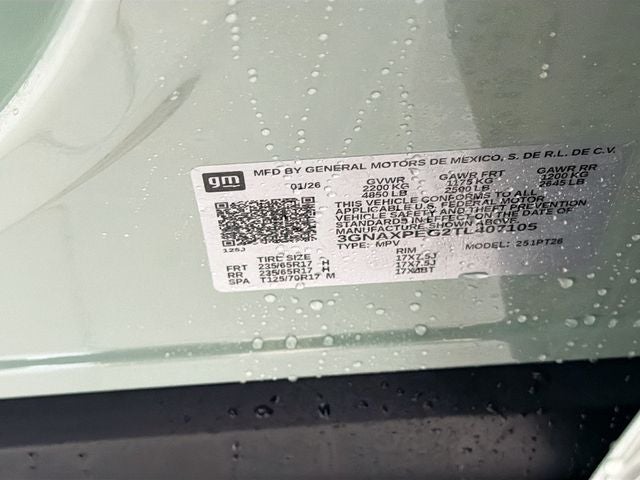 gm MFD BY GENERAL MOTORS DE MEXICO, S. DE R.L. DE C.V.
01/26 GVWR GAWR FRT GAWR RR
2200 KG 1175 KG 1200 KG
4850 LB 2590 LB 2645 LB
THIS VEHICLE CONFORMS TO ALL
APPLICABLE U.S. FEDERAL MOTOR
VEHICLE SAFETY AND THEFT PREVENTION
STANDARDS IN EFFECT ON THE DATE OF
MANUFACTURE SHOWN ABOVE.
3GNAXPEG2TL407105
125J TYPE: MPV MODEL: 251PT26
TIRE SIZE RIM
FRT 235/65R17 H 17X7.5J
RR 235/65R17 H 17X7.5J
SPA T125/70R17 M 17X4BT